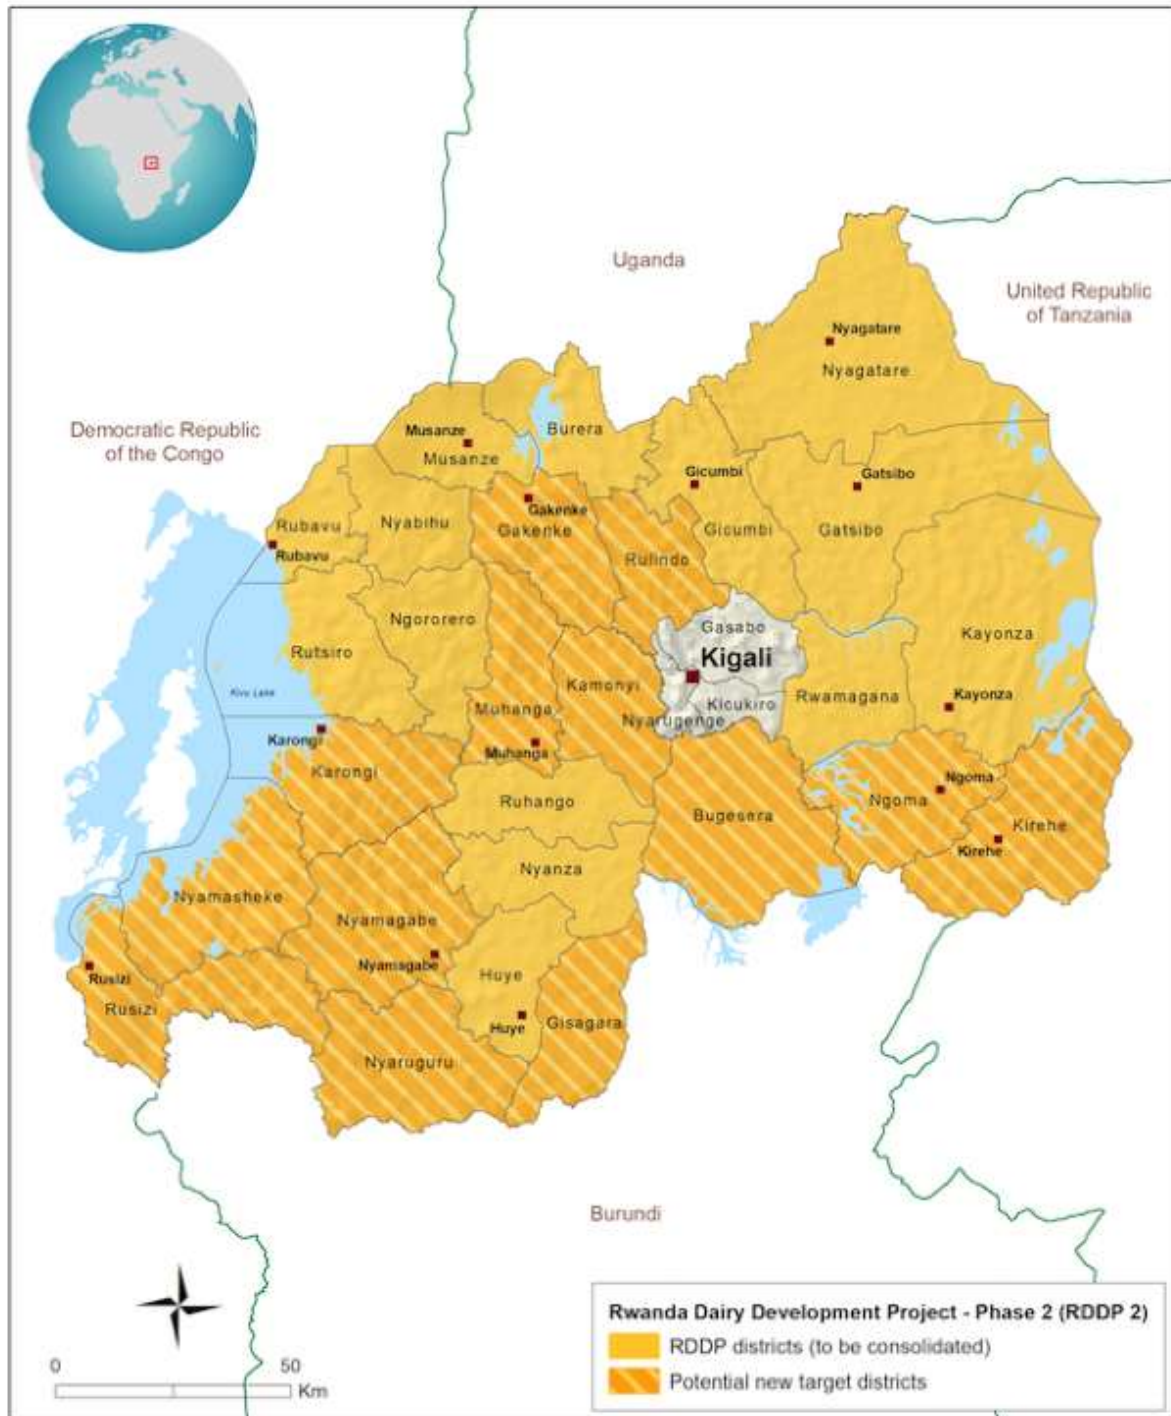 Uganda
United Republic
of Tanzania
Democratic Republic
of the Congo
Nyagatare
Nyagatare
Musanze
Musanze
Burera
Gicumbi
Gicumbi
Gatsibo
Gatsibo
Rubavu
Rubavu
Nyabihu
Gakenke
Gakenke
Rulindo
Ngororero
Rutsiro
Gasabo
Kigali
Kicukiro
Nyarugenge
Kayonza
Kayonza
Rwamagana
Kivu Lake
Muhanga
Muhanga
Kamonyi
Karongi
Karongi
Ruhango
Bugesera
Ngoma
Ngoma
Kirehe
Kirehe
Nyanza
Nyamasheke
Nyamagabe
Nyamagabe
Huye
Huye
Gisagara
Rusizi
Rusizi
Nyaruguru
Burundi
0 50
Km
Rwanda Dairy Development Project - Phase 2 (RDDP 2)
RDDP districts (to be consolidated)
Potential new target districts